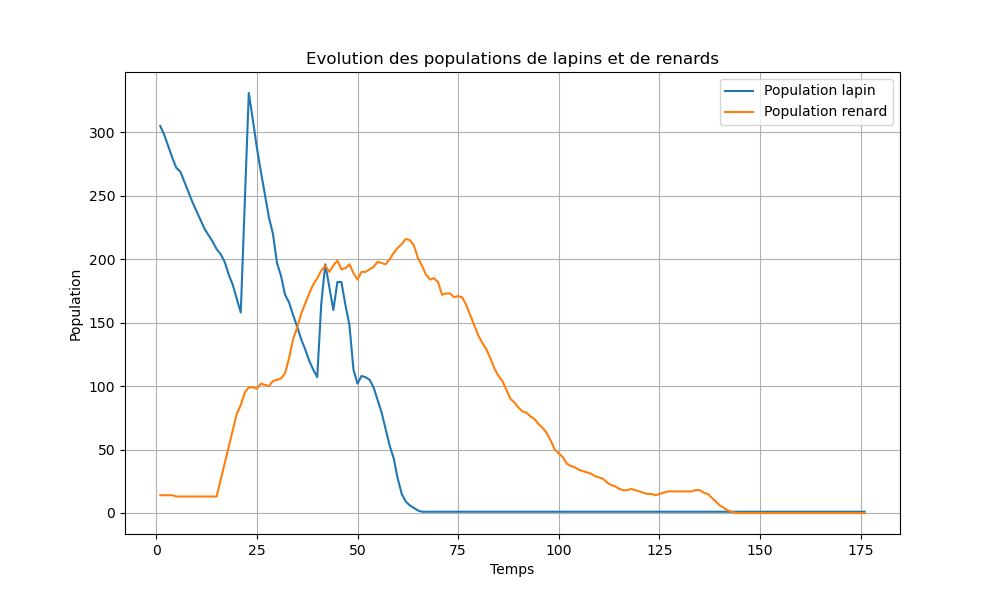 Evolution des populations de lapins et de renards
Population lapin
Population renard
300
250
200
150
100
50
0
Population
0 25 50 75 100 125 150 175
Temps